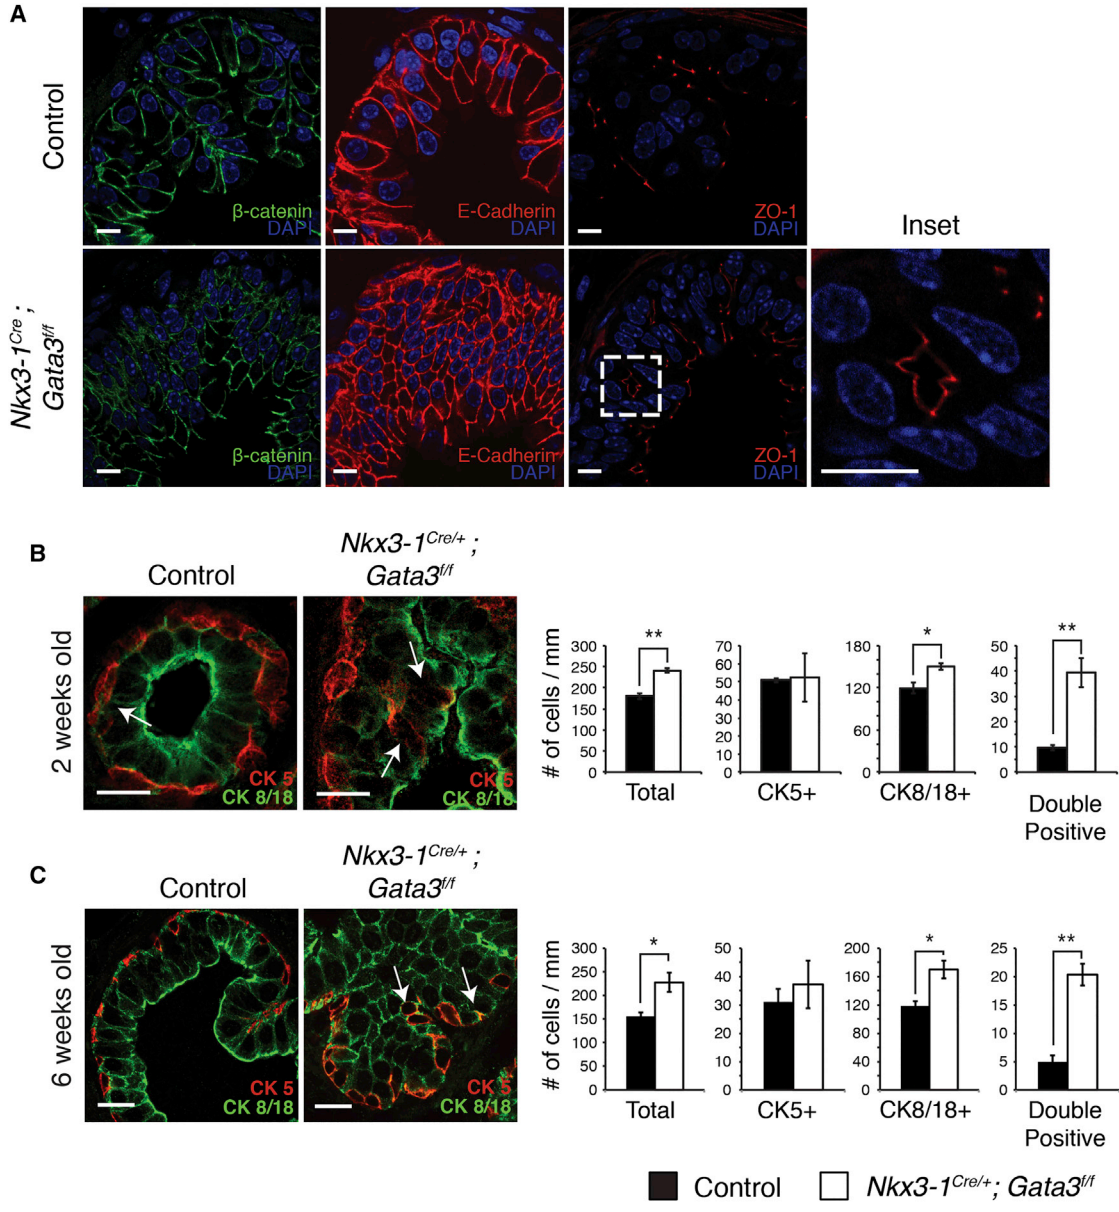 A
Control
β-catenin
DAPI
E-Cadherin
DAPI
ZO-1
DAPI
Inset
Nkx3-1Cre ;
Gata3f/f
β-catenin
DAPI
E-Cadherin
DAPI
ZO-1
DAPI
B
Control
Nkx3-1Cre/+ ;
Gata3f/f
2 weeks old
CK 5
CK 8/18
CK 5
CK 8/18
# of cells / mm
300
250
200
150
100
50
0
**
Total
70
60
50
40
30
20
10
0
CK5+
180
120
60
0
*
CK8/18+
50
40
30
20
10
0
**
Double
Positive
C
Control
Nkx3-1Cre/+ ;
Gata3f/f
6 weeks old
CK 5
CK 8/18
CK 5
CK 8/18
# of cells / mm
300
250
200
150
100
50
0
*
Total
50
40
30
20
10
0
CK5+
200
160
120
80
40
0
*
CK8/18+
25
20
15
10
5
0
**
Double
Positive
Control
Nkx3-1Cre/+; Gata3f/f